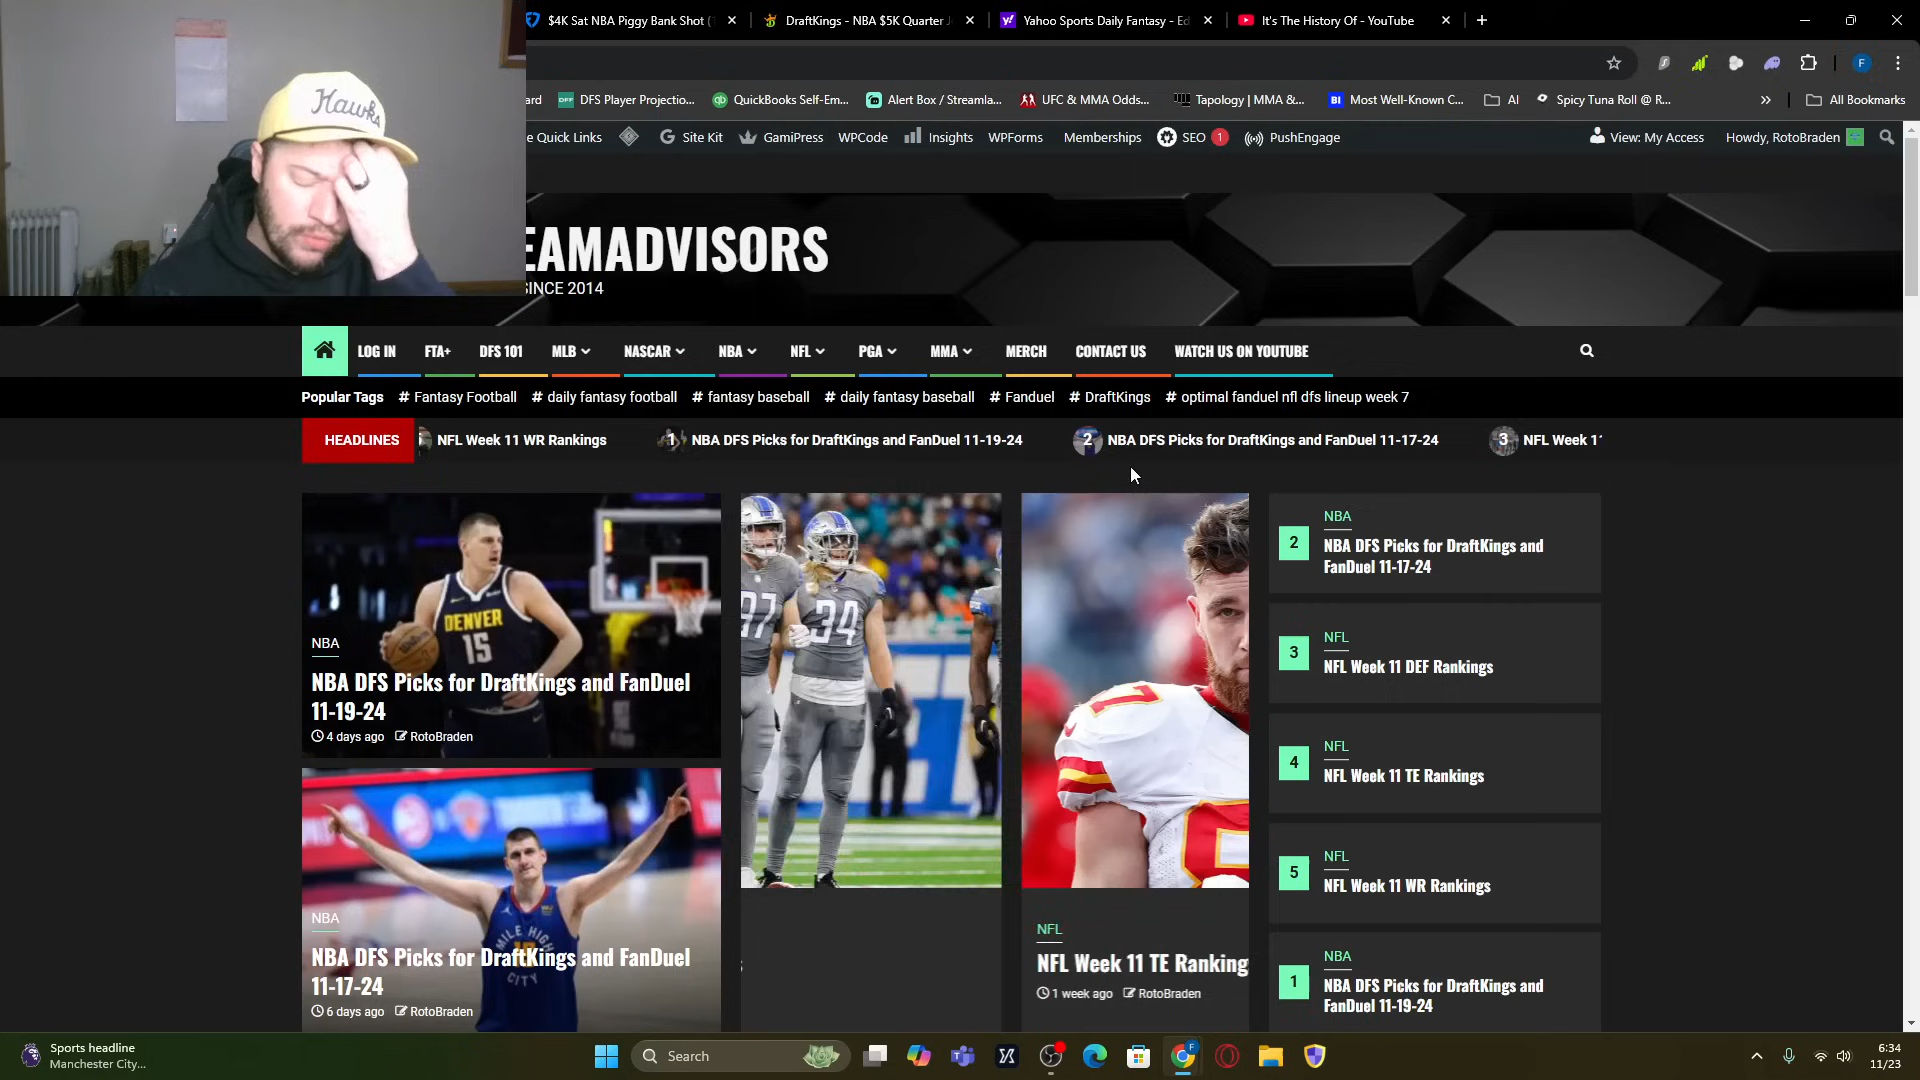 $4K Sat NBA Piggy Bank Shot
DraftKings - NBA $5K Quarter
Yahoo Sports Daily Fantasy - Ed
It's The History Of - YouTube
DFS Player Projectio...
QuickBooks Self-Em...
Alert Box / Streamla...
UFC & MMA Odds...
Tapology | MMA &...
BI Most Well-Known C...
AI
Spicy Tuna Roll @ R...
All Bookmarks
F
Quick Links
Site Kit
GamiPress
WPCode
Insights
WPForms
Memberships
SEO 1
PushEngage
View: My Access
Howdy, RotoBraden
Hawks
EAMADVISORS
SINCE 2014
LOG IN
FTA+
DFS 101
MLB
NASCAR
NBA
NFL
PGA
MMA
MERCH
CONTACT US
WATCH US ON YOUTUBE
Popular Tags # Fantasy Football # daily fantasy football # fantasy baseball # daily fantasy baseball # Fanduel # DraftKings # optimal fanduel nfl dfs lineup week 7
HEADLINES
NFL Week 11 WR Rankings
1 NBA DFS Picks for DraftKings and FanDuel 11-19-24
2 NBA DFS Picks for DraftKings and FanDuel 11-17-24
3 NFL Week 11
DENVER
15
NBA
NBA DFS Picks for DraftKings and FanDuel
11-19-24
4 days ago RotoBraden
MILE HIGH
CITY
NBA
NBA DFS Picks for DraftKings and FanDuel
11-17-24
6 days ago RotoBraden
97
34
NFL
NFL Week 11 TE Ranking
1 week ago RotoBraden
2
NBA
NBA DFS Picks for DraftKings and
FanDuel 11-17-24
3
NFL
NFL Week 11 DEF Rankings
4
NFL
NFL Week 11 TE Rankings
5
NFL
NFL Week 11 WR Rankings
1
NBA
NBA DFS Picks for DraftKings and
FanDuel 11-19-24
Sports headline
Manchester City...
Search
6:34
11/23